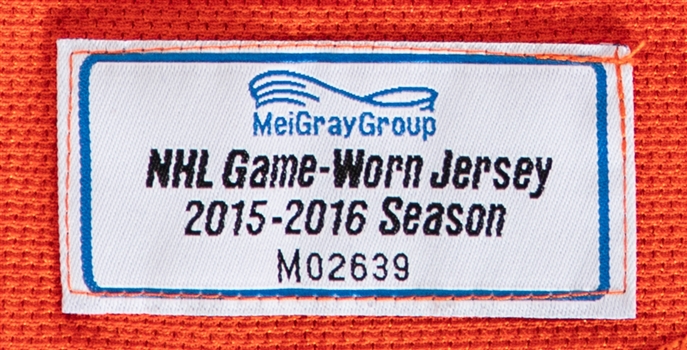 MeiGrayGroup
NHL Game-Worn Jersey
2015-2016 Season
M02639